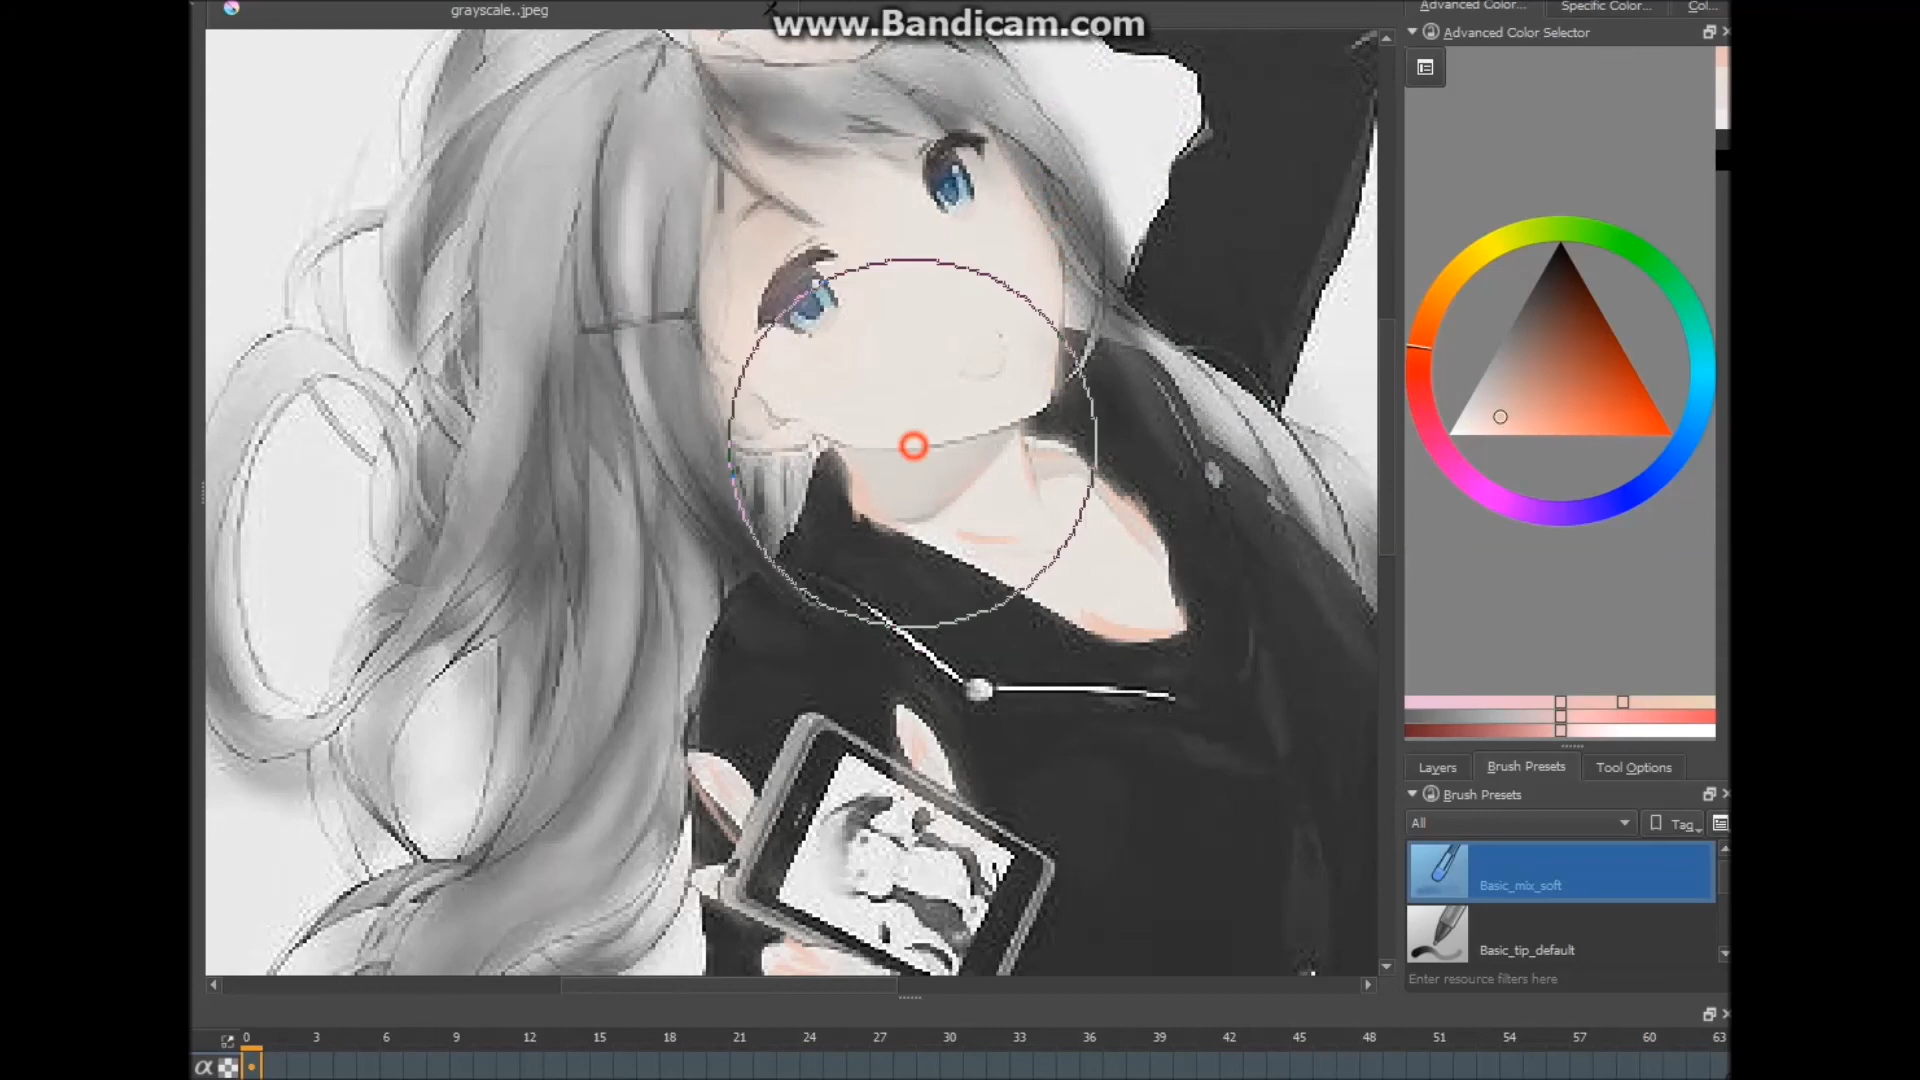 grayscale..jpeg
www.Bandicam.com
Advanced Color...
Specific Color...
Col...
Advanced Color Selector
Layers
Brush Presets
Tool Options
Brush Presets
All
Tag
Basic_mix_soft
Basic_tip_default
Enter resource filters here
0 3 6 9 12 15 18 21 24 27 30 33 36 39 42 45 48 51 54 57 60 63